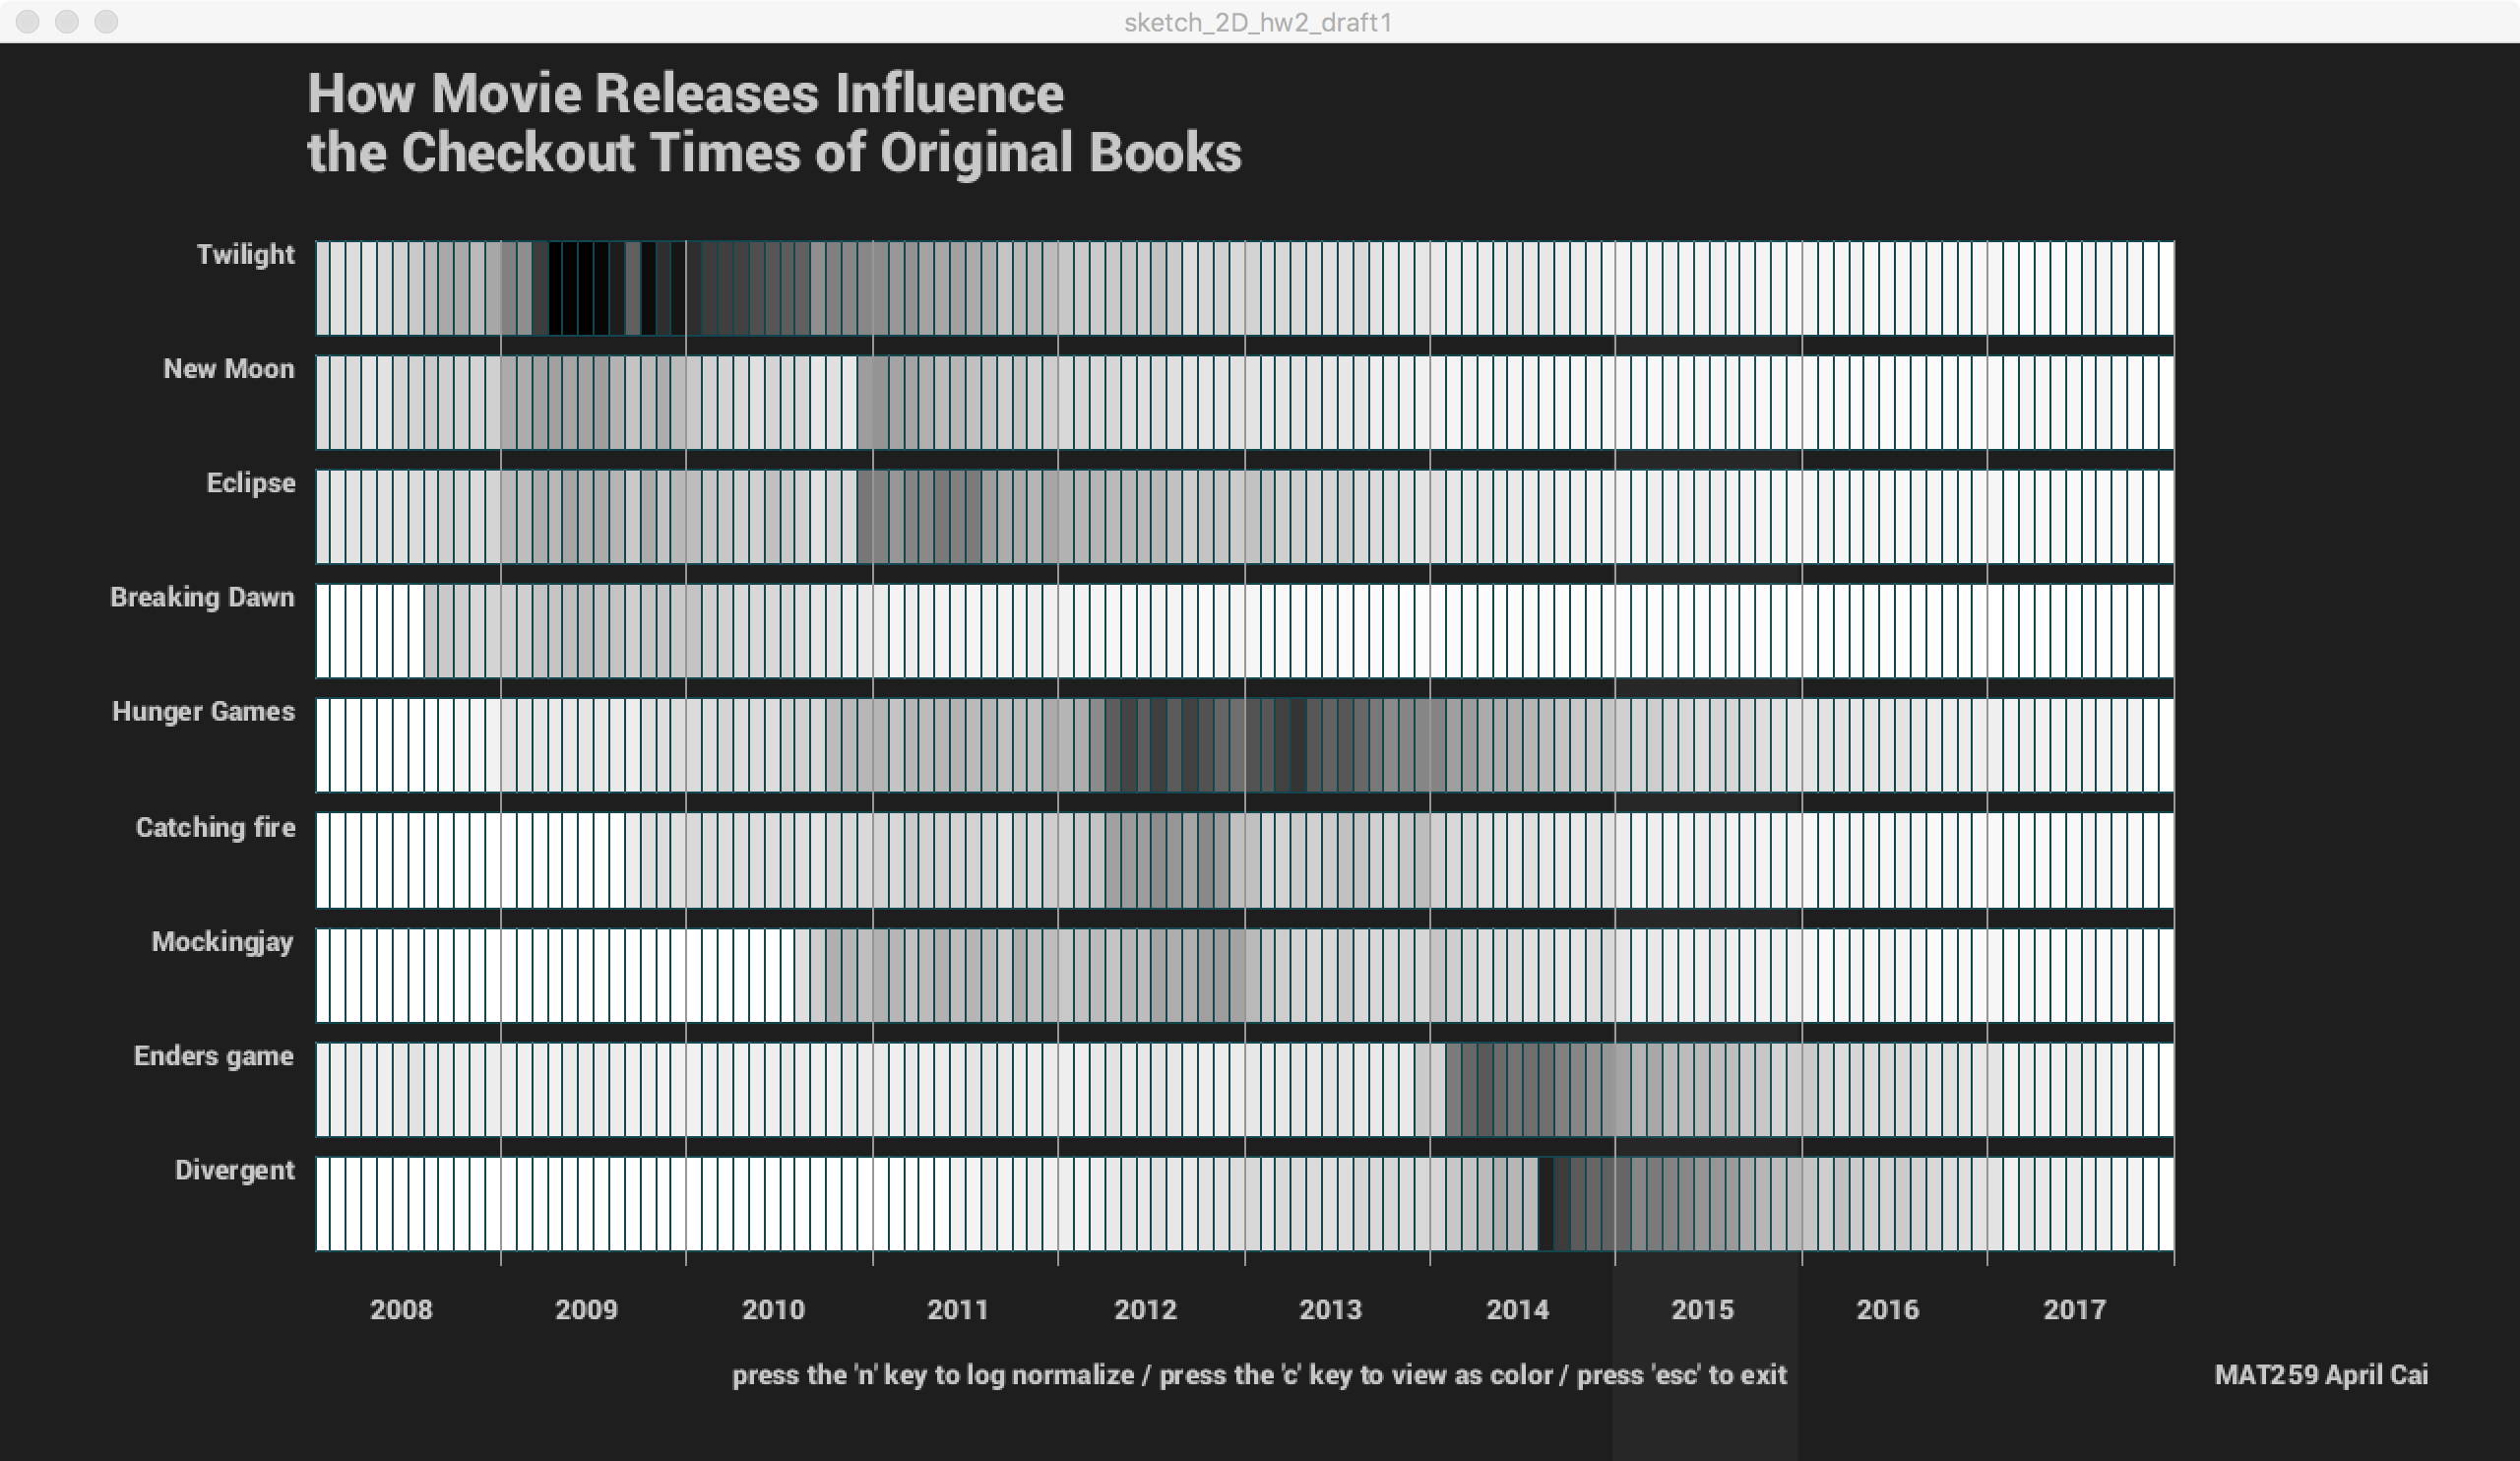 sketch_2D_hw2_draft1
How Movie Releases Influence
the Checkout Times of Original Books
Twilight
New Moon
Eclipse
Breaking Dawn
Hunger Games
Catching fire
Mockingjay
Enders game
Divergent
2008 2009 2010 2011 2012 2013 2014 2015 2016 2017
press the 'n' key to log normalize / press the 'c' key to view as color / press 'esc' to exit
MAT259 April Cai